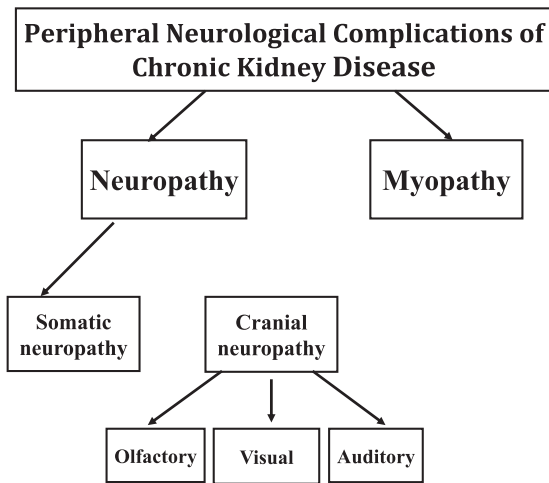 Peripheral Neurological Complications of
Chronic Kidney Disease
Neuropathy
Myopathy
Somatic
neuropathy
Cranial
neuropathy
Olfactory
Visual
Auditory